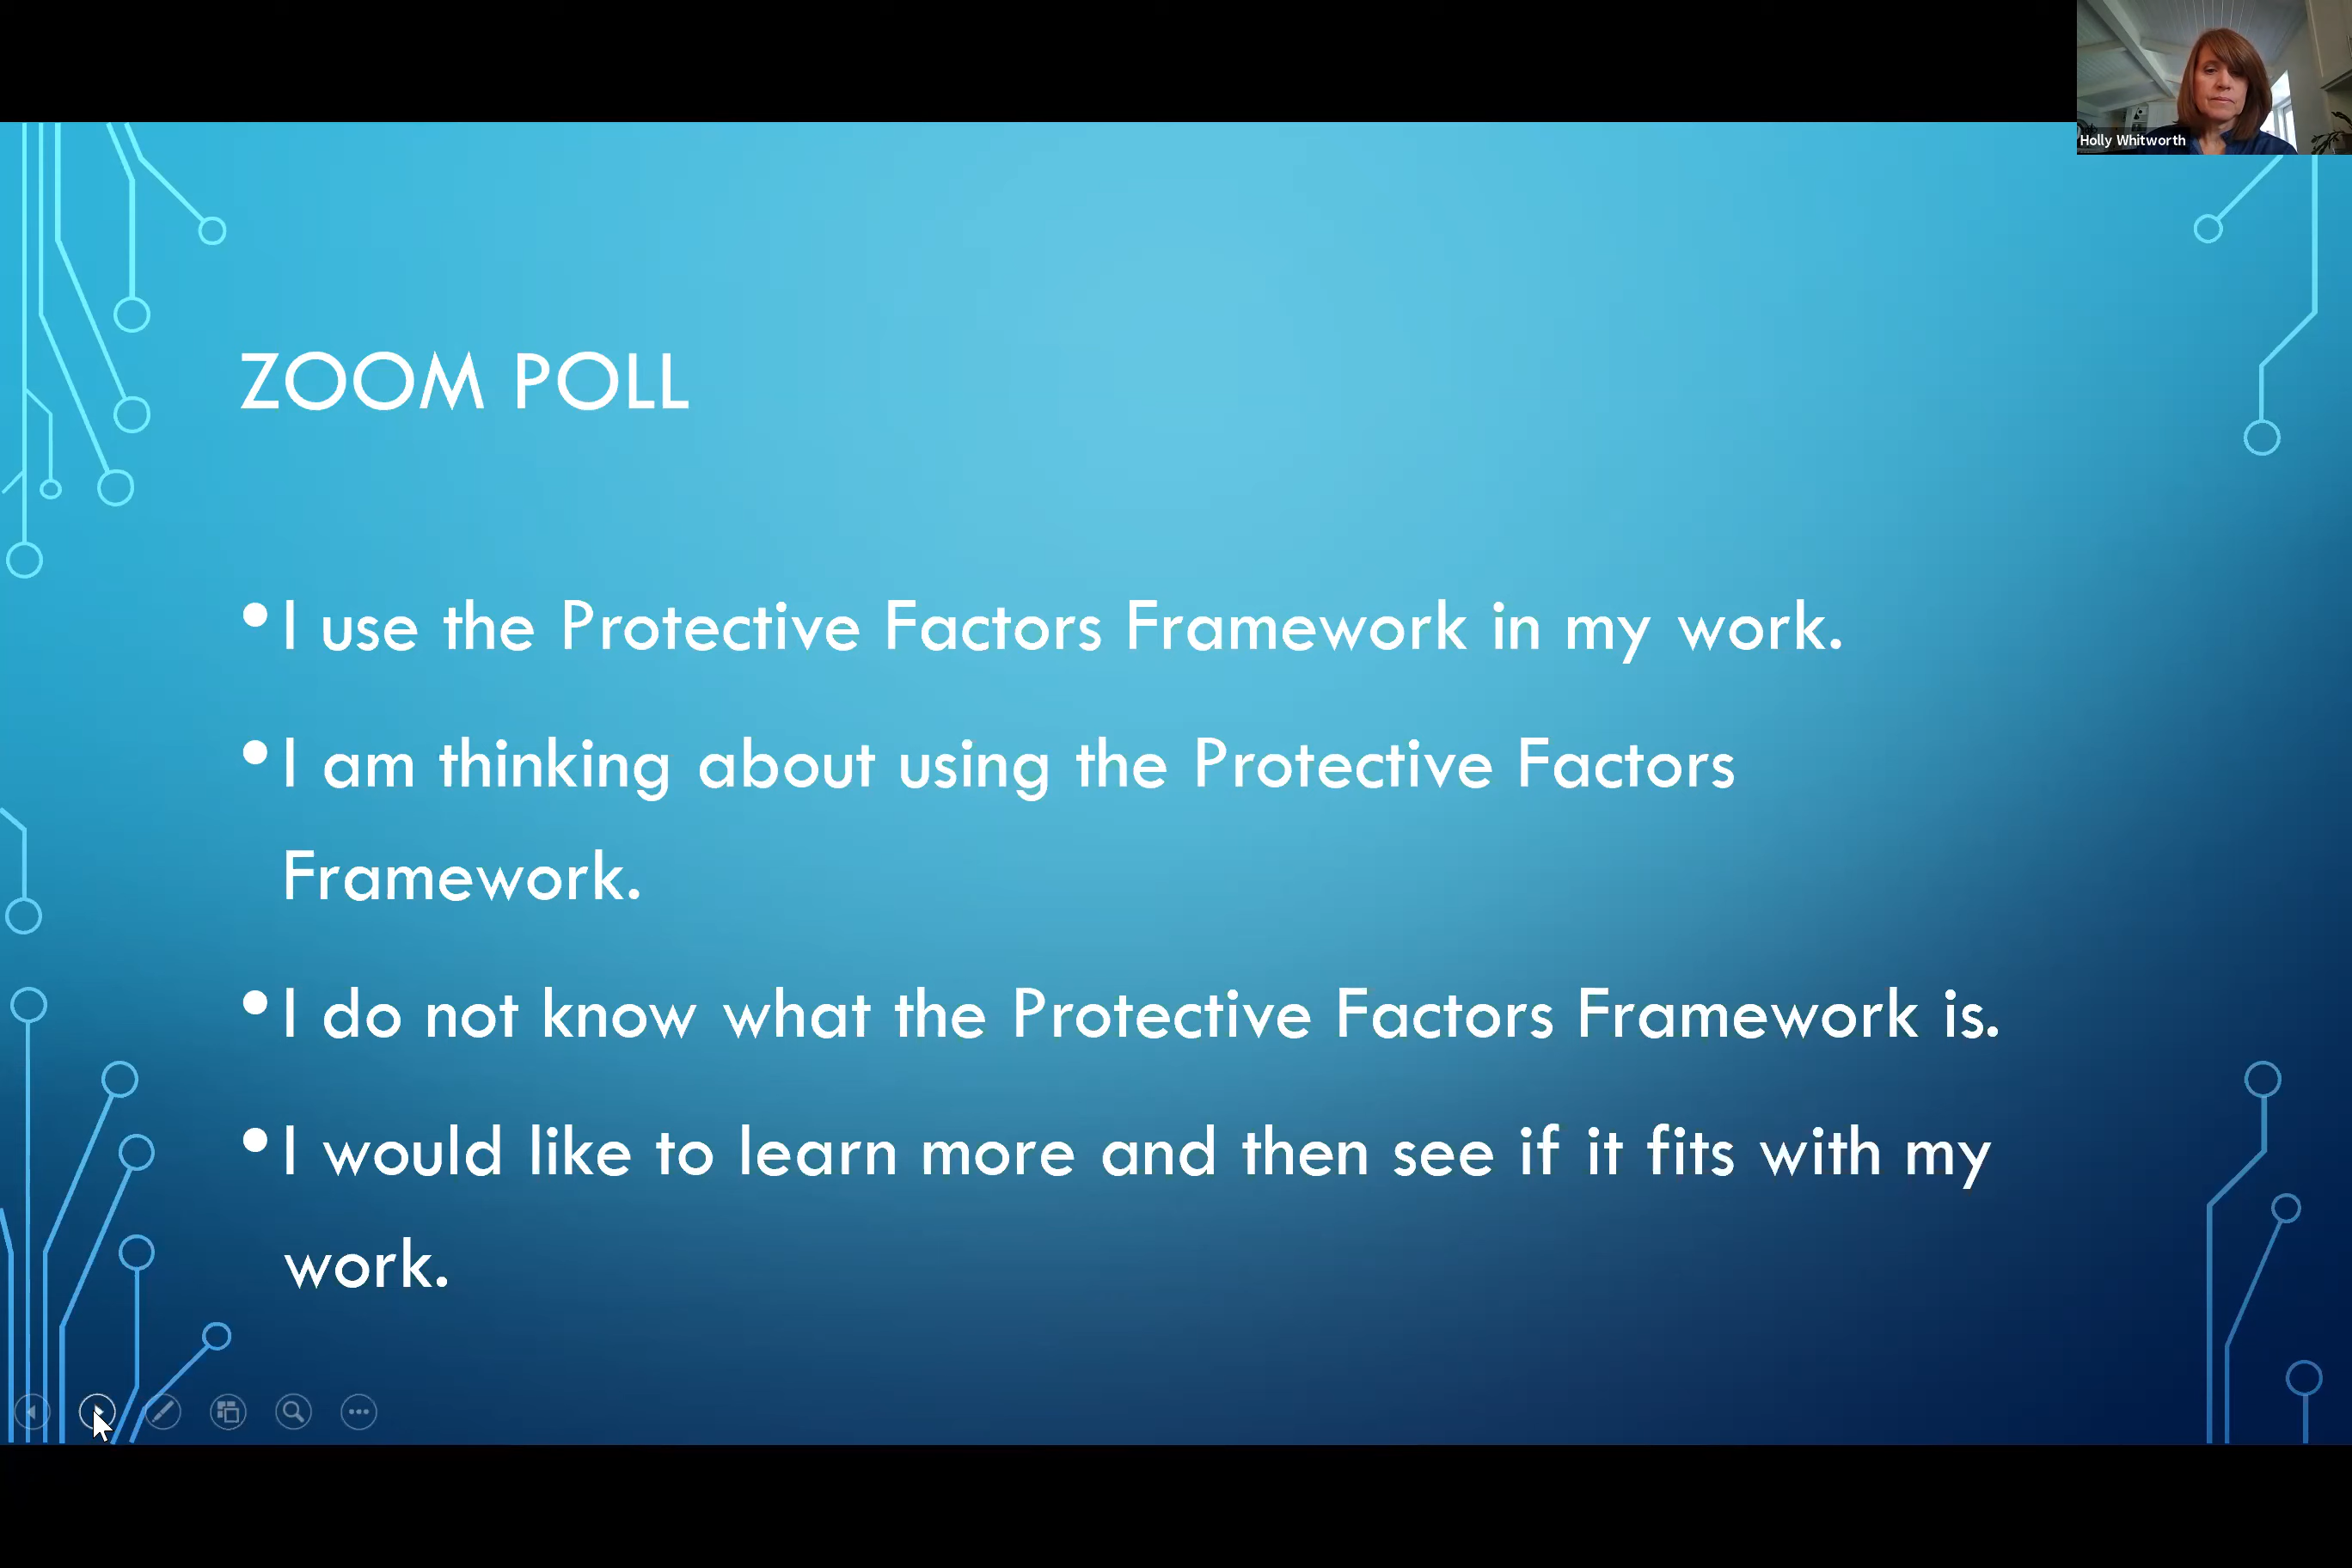 Holly Whitworth
ZOOM POLL
• I use the Protective Factors Framework in my work.
• I am thinking about using the Protective Factors
Framework.
• I do not know what the Protective Factors Framework is.
• I would like to learn more and then see if it fits with my
work.